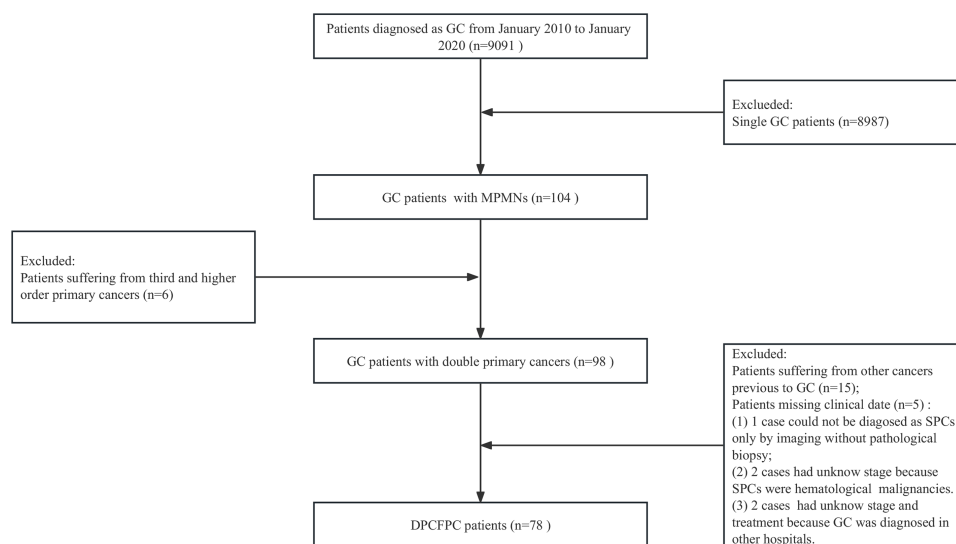 Patients diagnosed as GC from January 2010 to January
2020 (n=9091 )
Exclueded:
Single GC patients (n=8987)
GC patients with MPMNs (n=104 )
Excluded:
Patients suffering from third and higher
order primary cancers (n=6)
GC patients with double primary cancers (n=98 )
Excluded:
Patients suffering from other cancers
previous to GC (n=15);
Patients missing clinical date (n=5) :
(1) 1 case could not be diagosed as SPCs
only by imaging without pathological
biopsy;
(2) 2 cases had unknow stage because
SPCs were hematological malignancies.
(3) 2 cases had unknow stage and
treatment because GC was diagnosed in
other hospitals.
DPCFPC patients (n=78 )